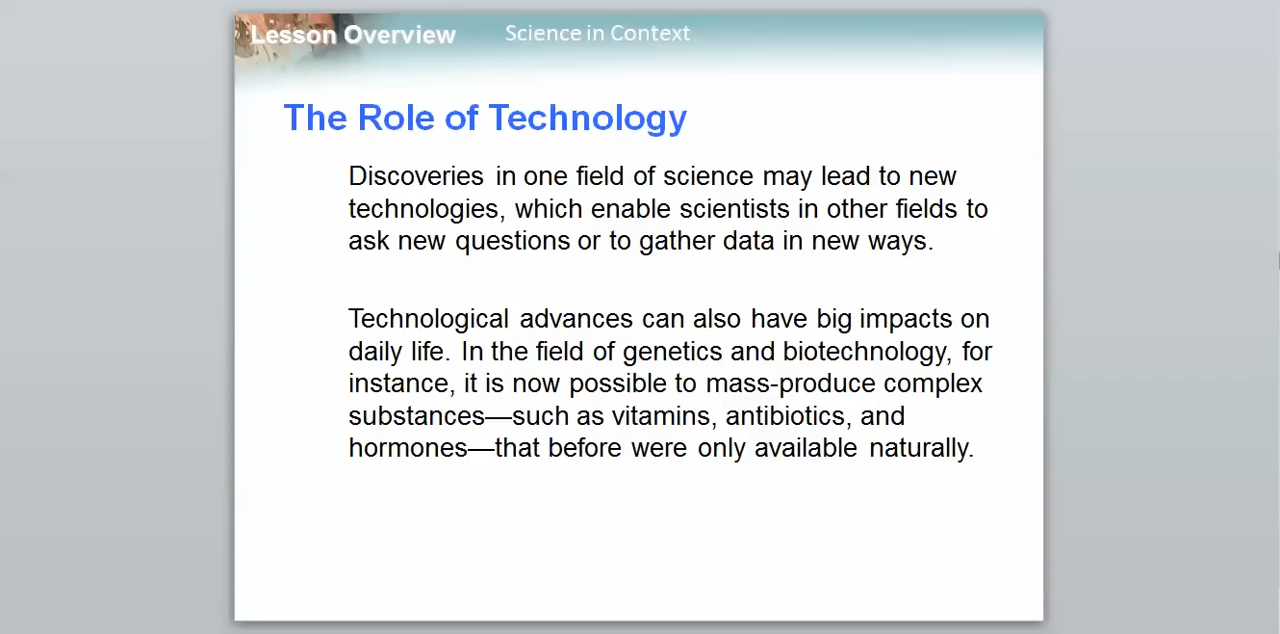 Lesson Overview Science in Context
The Role of Technology
Discoveries in one field of science may lead to new
technologies, which enable scientists in other fields to
ask new questions or to gather data in new ways.
Technological advances can also have big impacts on
daily life. In the field of genetics and biotechnology, for
instance, it is now possible to mass-produce complex
substances—such as vitamins, antibiotics, and
hormones—that before were only available naturally.